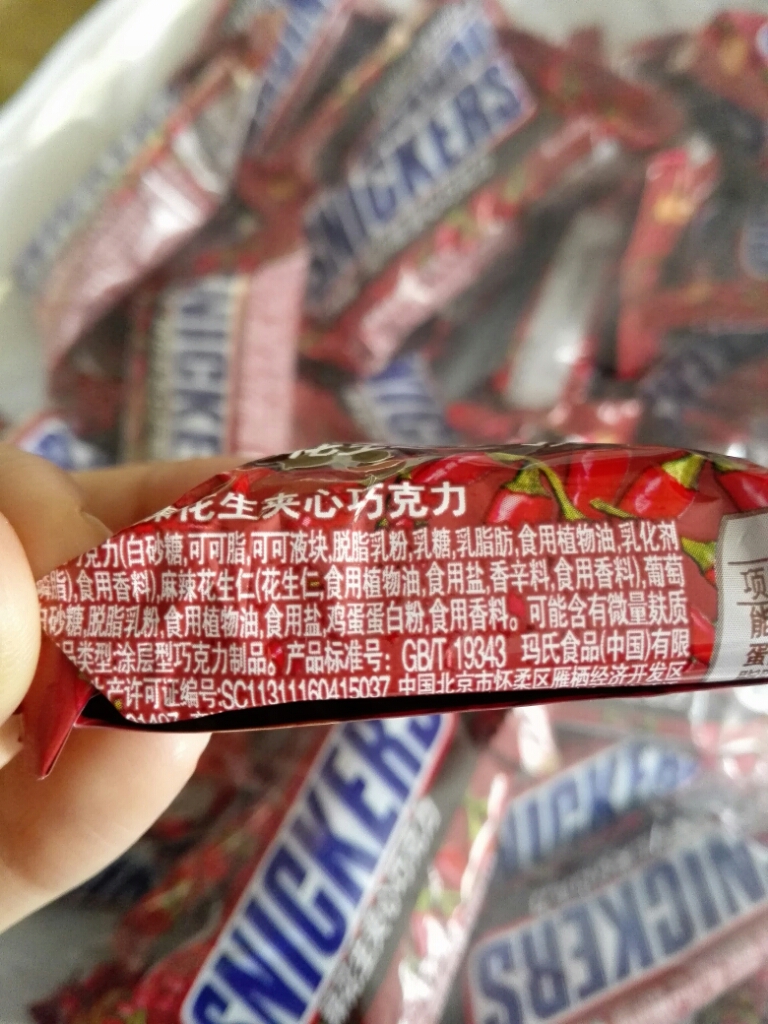 SNICKERS
NICKE
花生夹心巧克力
克力(白砂糖,可可脂,可可液块,脱脂乳粉,乳糖,乳脂肪,食用植物油,乳化剂
脂),食用香料),麻辣花生仁(花生仁,食用植物油,食用盐,香辛料,食用香料),葡萄
砂糖,脱脂乳粉,食用植物油,食用盐,鸡蛋蛋白粉,食用香料。可能含有微量麸质
品类型:涂层型巧克力制品。产品标准号: GB/T 19343 玛氏食品(中国)有限
产许可证编号:SC11311160415037 中国北京市怀柔区雁栖经济开发区
项
能
蛋
SNICKERS
NICKE
SNICKERS